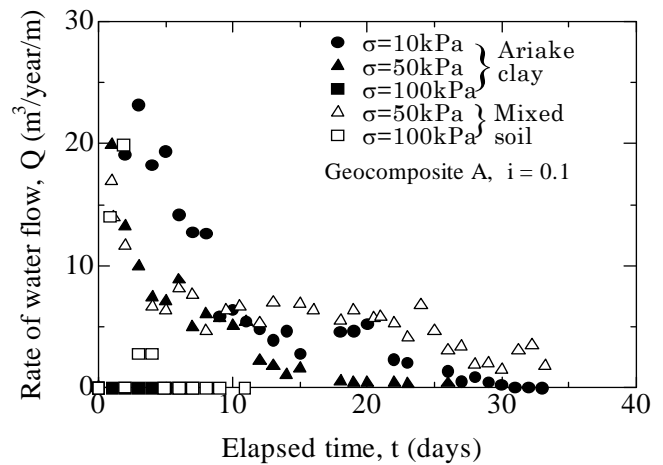 30
20
10
0
0
10
20
30
40
Rate of water flow, Q (m³/year/m)
Elapsed time, t (days)
σ=10kPa
σ=50kPa
σ=100kPa
Ariake
clay
σ=50kPa
σ=100kPa
Mixed
soil
Geocomposite A, i = 0.1